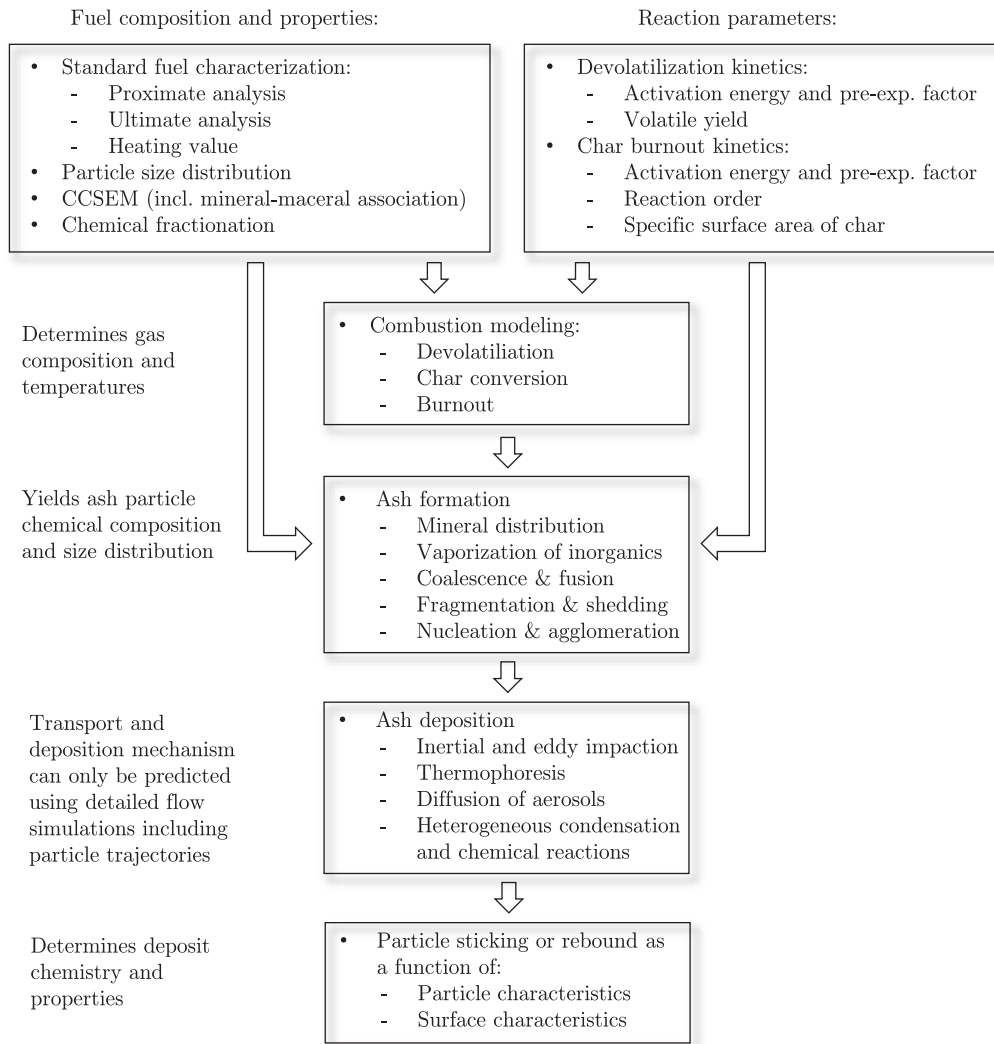 Fuel composition and properties:
Reaction parameters:
• Standard fuel characterization:
- Proximate analysis
- Ultimate analysis
- Heating value
• Particle size distribution
• CCSEM (incl. mineral-maceral association)
• Chemical fractionation
• Devolatilization kinetics:
- Activation energy and pre-exp. factor
- Volatile yield
• Char burnout kinetics:
- Activation energy and pre-exp. factor
- Reaction order
- Specific surface area of char
Determines gas
composition and
temperatures
• Combustion modeling:
- Devolatiliation
- Char conversion
- Burnout
Yields ash particle
chemical composition
and size distribution
• Ash formation
- Mineral distribution
- Vaporization of inorganics
- Coalescence & fusion
- Fragmentation & shedding
- Nucleation & agglomeration
Transport and
deposition mechanism
can only be predicted
using detailed flow
simulations including
particle trajectories
• Ash deposition
- Inertial and eddy impaction
- Thermophoresis
- Diffusion of aerosols
- Heterogeneous condensation
and chemical reactions
Determines deposit
chemistry and
properties
• Particle sticking or rebound as
a function of:
- Particle characteristics
- Surface characteristics